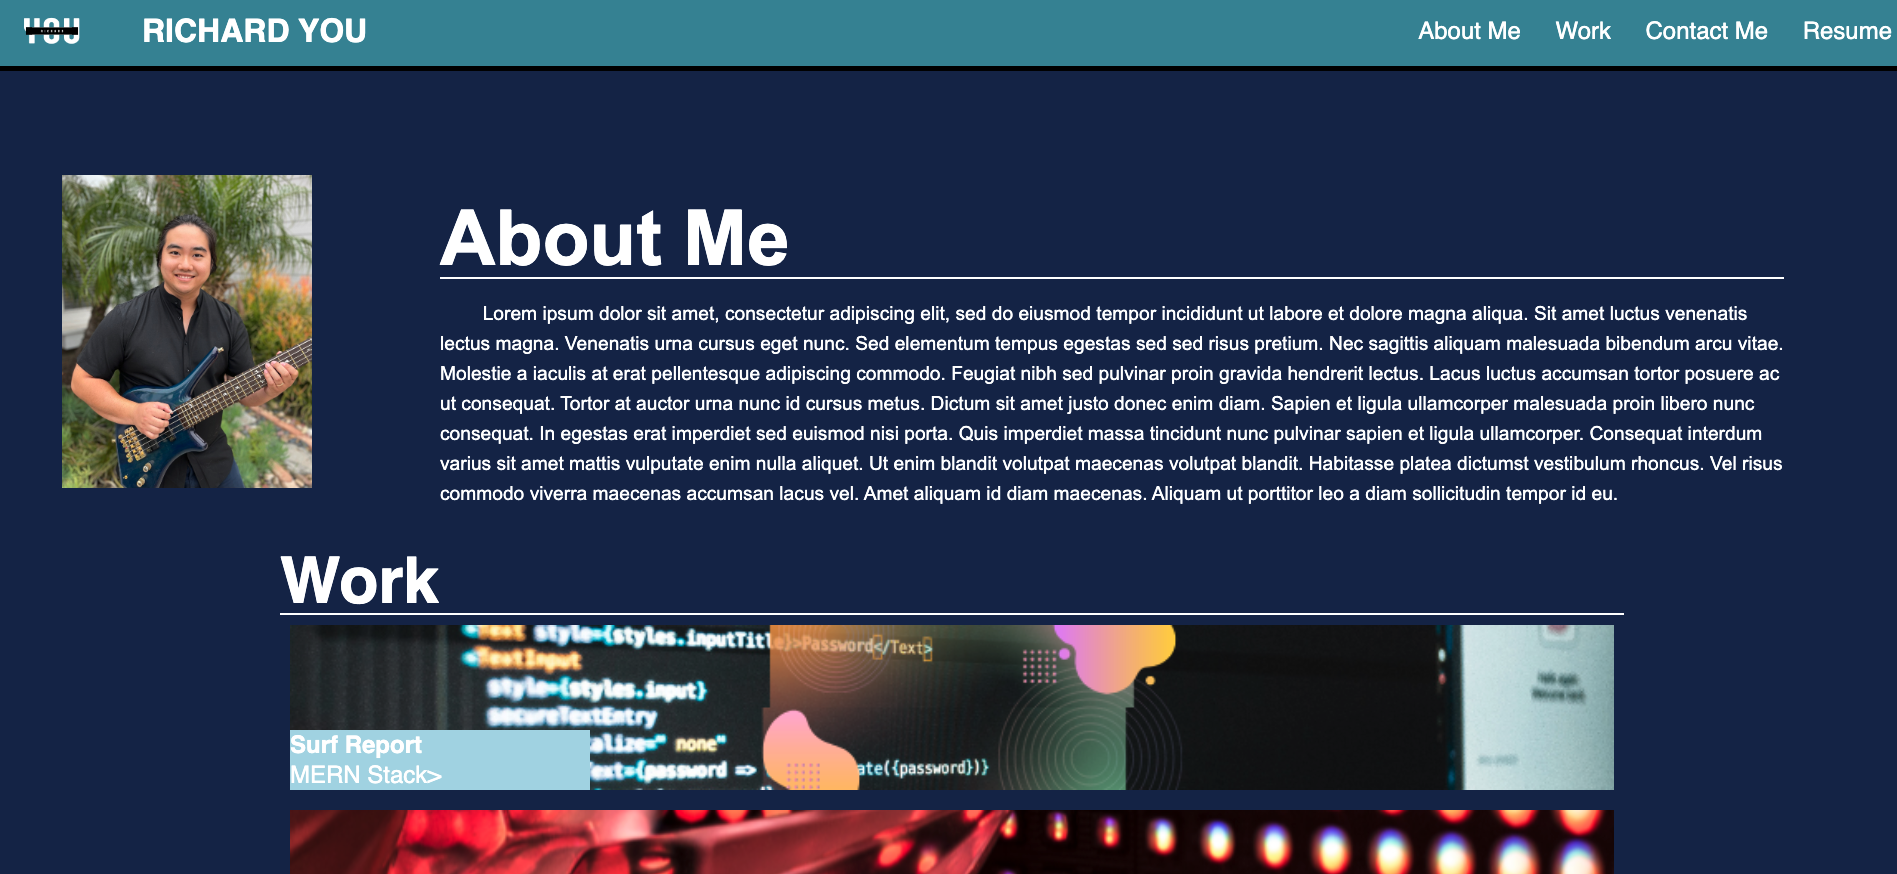 YOU
RICHARD YOU
About Me Work Contact Me Resume
About Me
Lorem ipsum dolor sit amet, consectetur adipiscing elit, sed do eiusmod tempor incididunt ut labore et dolore magna aliqua. Sit amet luctus venenatis
lectus magna. Venenatis urna cursus eget nunc. Sed elementum tempus egestas sed sed risus pretium. Nec sagittis aliquam malesuada bibendum arcu vitae.
Molestie a iaculis at erat pellentesque adipiscing commodo. Feugiat nibh sed pulvinar proin gravida hendrerit lectus. Lacus luctus accumsan tortor posuere ac
ut consequat. Tortor at auctor urna nunc id cursus metus. Dictum sit amet justo donec enim diam. Sapien et ligula ullamcorper malesuada proin libero nunc
consequat. In egestas erat imperdiet sed euismod nisi porta. Quis imperdiet massa tincidunt nunc pulvinar sapien et ligula ullamcorper. Consequat interdum
varius sit amet mattis vulputate enim nulla aliquet. Ut enim blandit volutpat maecenas volutpat blandit. Habitasse platea dictumst vestibulum rhoncus. Vel risus
commodo viverra maecenas accumsan lacus vel. Amet aliquam id diam maecenas. Aliquam ut porttitor leo a diam sollicitudin tempor id eu.
Work
<Text style={styles.inputTitle}>Password</Text>
<TextInput
style={styles.input}
secureTextEntry
alize=" none"
Text={password => ate({password})}
Surf Report
MERN Stack>